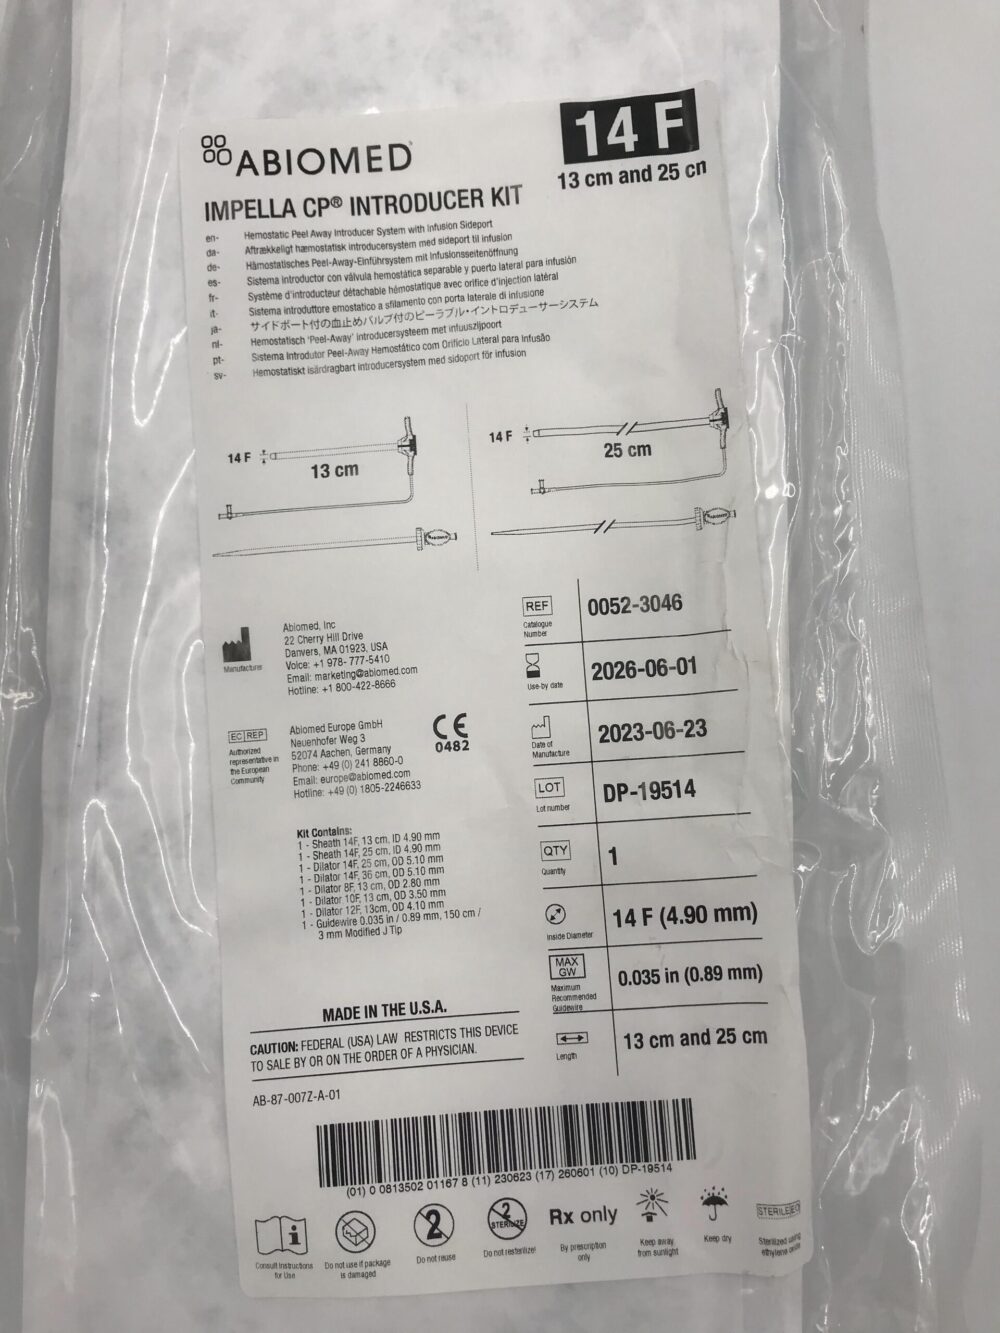 ABIOMED
14 F
13 cm and 25 cm
IMPELLA CP® INTRODUCER KIT
en- Hemostatic Peel Away Introducer System with Infusion Sideport
da- Aftrækkeligt hæmostatisk introducersystem med sideport til infusion
de- Hämostatisches Peel-Away-Einführsystem mit Infusionsseitenöffnung
es- Sistema introductor con válvula hemostática separable y puerto lateral para infusión
fr- Système d'introducteur détachable hémostatique avec orifice d'injection latéral
it- Sistema introduttore emostatico a sfilamento con porta laterale di infusione
ja- サイドポート付の血止めバルブ付のピーラブル・イントロデューサーシステム
nl- Hemostatisch 'Peel-Away' introducersysteem met infuuszijpoort
pt- Sistema Introdutor Peel-Away Hemostático com Orifício Lateral para Infusão
sv- Hemostatiskt isärdragbart introducersystem med sidoport för infusion
14 F
13 cm
14 F
25 cm
ABIOMED
ABIOMED
Manufacturer
Abiomed, Inc
22 Cherry Hill Drive
Danvers, MA 01923, USA
Voice: +1 978- 777-5410
Email: marketing@abiomed.com
Hotline: +1 800-422-8666
EC REP
Authorized
representative in
the European
Community
Abiomed Europe GmbH
Neuenhofer Weg 3
52074 Aachen, Germany
Phone: +49 (0) 241 8860-0
Email: europe@abiomed.com
Hotline: +49 (0) 1805-2246633
CE
0482
Kit Contains:
1 - Sheath 14F, 13 cm, ID 4.90 mm
1 - Sheath 14F, 25 cm, ID 4.90 mm
1 - Dilator 14F, 25 cm, OD 5.10 mm
1 - Dilator 14F, 36 cm, OD 5.10 mm
1 - Dilator 8F, 13 cm, OD 2.80 mm
1 - Dilator 10F, 13 cm, OD 3.50 mm
1 - Dilator 12F, 13cm, OD 4.10 mm
1 - Guidewire 0.035 in / 0.89 mm, 150 cm /
3 mm Modified J Tip
REF
Catalogue
Number
0052-3046
Use-by date
2026-06-01
Date of
Manufacture
2023-06-23
LOT
Lot number
DP-19514
QTY
Quantity
1
Inside Diameter
14 F (4.90 mm)
MAX
GW
Maximum
Recommended
Guidewire
0.035 in (0.89 mm)
Length
13 cm and 25 cm
MADE IN THE U.S.A.
CAUTION: FEDERAL (USA) LAW RESTRICTS THIS DEVICE
TO SALE BY OR ON THE ORDER OF A PHYSICIAN.
AB-87-007Z-A-01
(01) 0 0813502 01167 8 (11) 230623 (17) 260601 (10) DP-19514
i
Consult Instructions
for Use
Do not use if package
is damaged
2
Do not reuse
2
STERILIZE
Do not resterilize!
Rx only
By prescription
only
Keep away
from sunlight
Keep dry
STERILE EO
Sterilized using
ethylene oxide